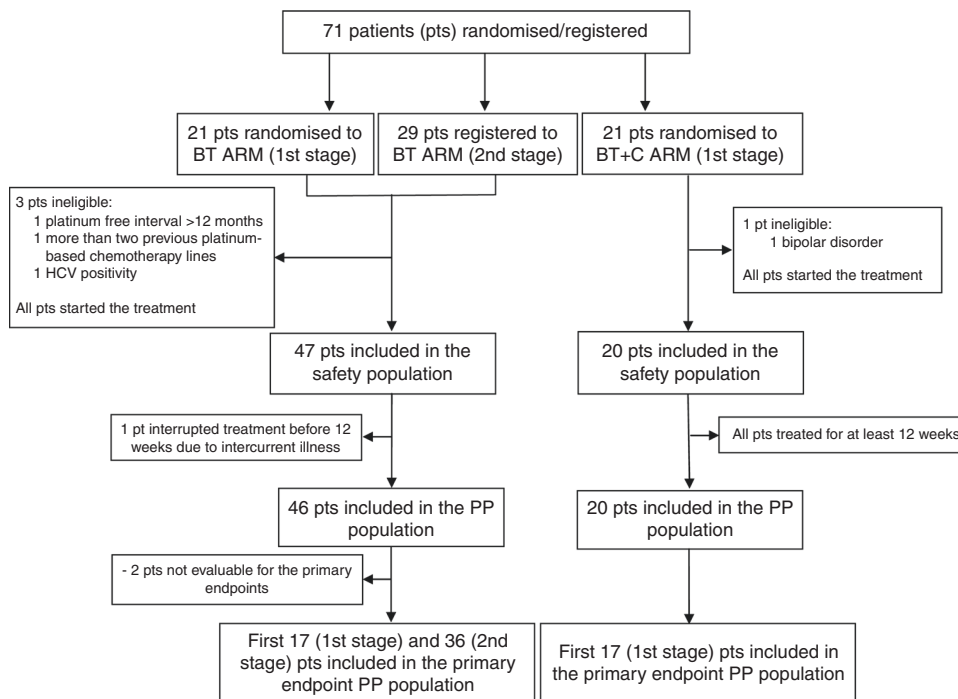 71 patients (pts) randomised/registered
21 pts randomised to
BT ARM (1st stage)
29 pts registered to
BT ARM (2nd stage)
21 pts randomised to
BT+C ARM (1st stage)
3 pts ineligible:
1 platinum free interval >12 months
1 more than two previous platinum-
based chemotherapy lines
1 HCV positivity
All pts started the treatment
1 pt ineligible:
1 bipolar disorder
All pts started the treatment
47 pts included in the
safety population
20 pts included in the
safety population
1 pt interrupted treatment before 12
weeks due to intercurrent illness
All pts treated for at least 12 weeks
46 pts included in the PP
population
20 pts included in the PP
population
- 2 pts not evaluable for the primary
endpoints
First 17 (1st stage) and 36 (2nd
stage) pts included in the primary
endpoint PP population
First 17 (1st stage) pts included in
the primary endpoint PP population